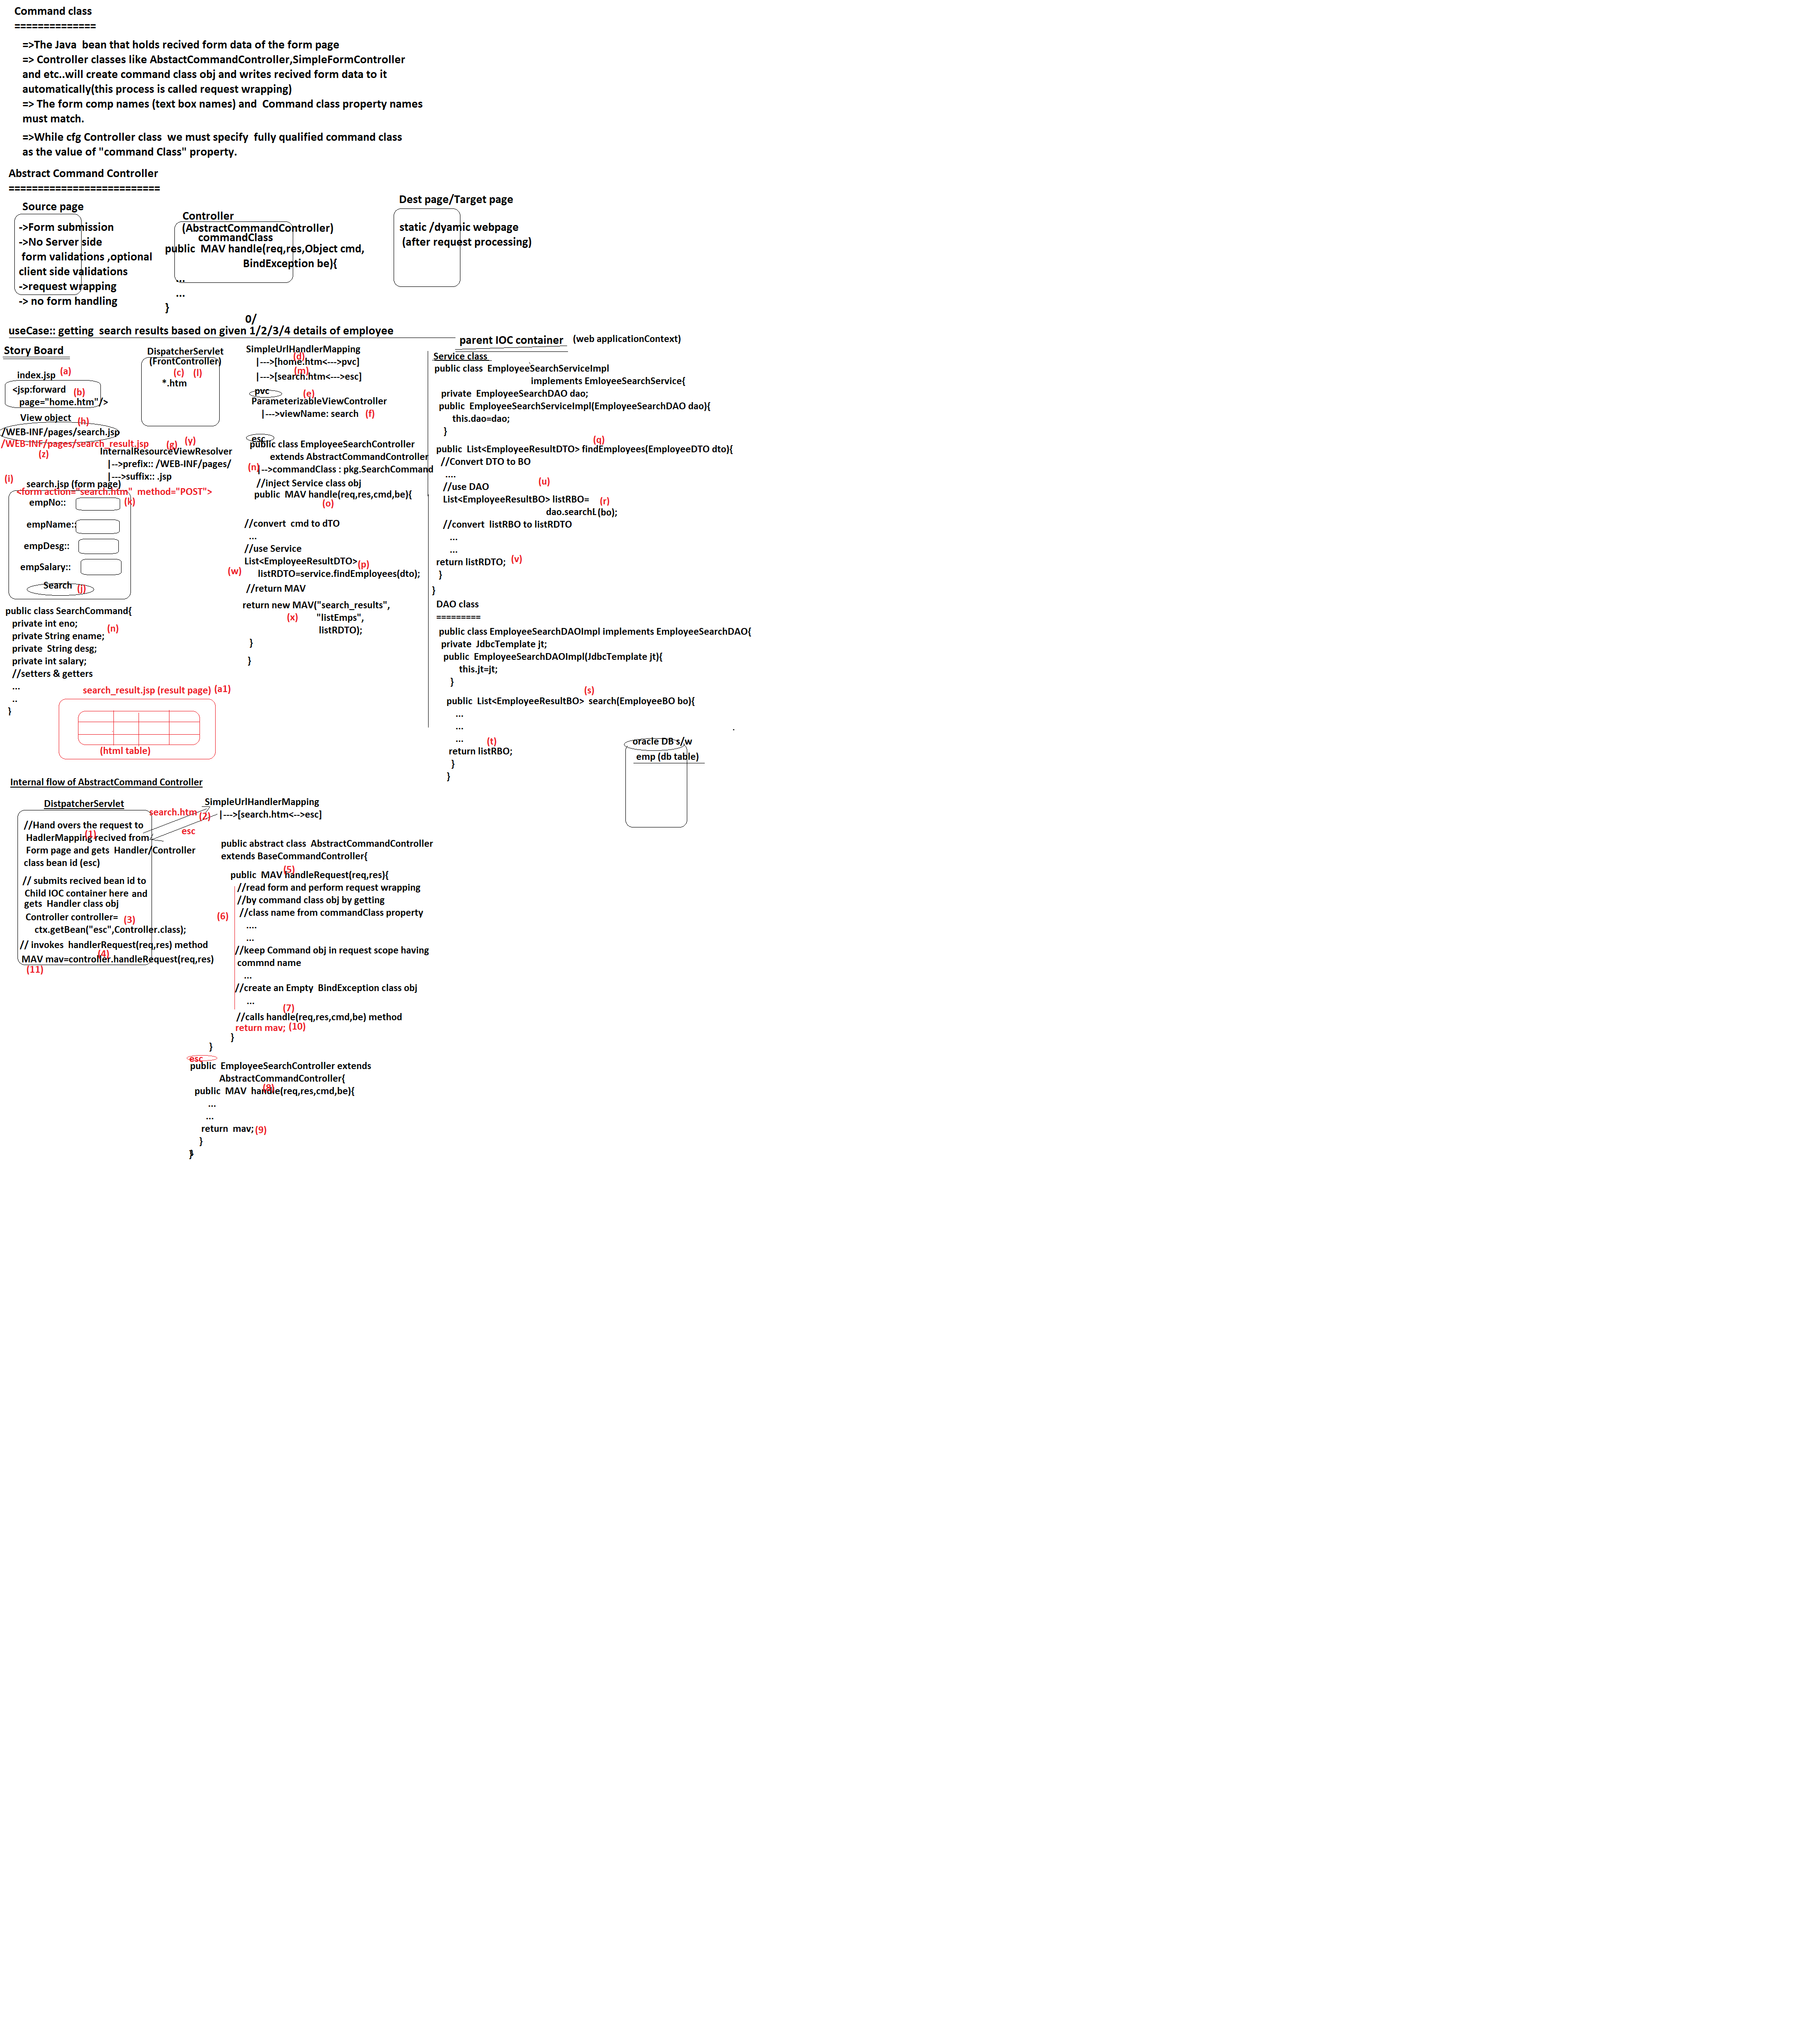 Command class
==============
=>The Java bean that holds recived form data of the form page
=> Controller classes like AbstactCommandController,SimpleFormController
and etc..will create command class obj and writes recived form data to it
automatically(this process is called request wrapping)
=> The form comp names (text box names) and Command class property names
must match.
=>While cfg Controller class we must specify fully qualified command class
as the value of "command Class" property.
Abstract Command Controller
==========================
Source page
->Form submission
->No Server side
form validations ,optional
client side validations
->request wrapping
-> no form handling
Controller
(AbstractCommandController)
commandClass
public MAV handle(req,res,Object cmd,
BindException be){
...
...
}
Dest page/Target page
static /dyamic webpage
(after request processing)
0/
useCase:: getting search results based on given 1/2/3/4 details of employee
Story Board
index.jsp (a)
<jsp:forward (b)
page="home.htm"/>
View object (h)
/WEB-INF/pages/search.jsp
/WEB-INF/pages/search_result.jsp
(z)
DispatcherServlet
(FrontController)
(c) (l)
*.htm
(g) (y)
InternalResourceViewResolver
|-->prefix:: /WEB-INF/pages/
|--->suffix:: .jsp
(i)
search.jsp (form page)
<form action="search.htm" method="POST">
empNo:: (k)
empName::
empDesg::
empSalary::
Search (j)
public class SearchCommand{
private int eno;
private String ename; (n)
private String desg;
private int salary;
//setters & getters
...
..
}
search_result.jsp (result page) (a1)
(html table)
SimpleUrlHandlerMapping
(d)
|--->[home.htm<--->pvc]
(m)
|--->[search.htm<--->esc]
pvc (e)
ParameterizableViewController
|--->viewName: search (f)
esc
public class EmployeeSearchController
extends AbstractCommandController
(n) |-->commandClass : pkg.SearchCommand
//inject Service class obj
public MAV handle(req,res,cmd,be){
(o)
//convert cmd to dTO
...
//use Service
List<EmployeeResultDTO> (p)
(w) listRDTO=service.findEmployees(dto);
//return MAV
return new MAV("search_results",
(x) "listEmps",
listRDTO);
}
}
parent IOC container (web applicationContext)
Service class
public class EmployeeSearchServiceImpl
implements EmloyeeSearchService{
private EmployeeSearchDAO dao;
public EmployeeSearchServiceImpl(EmployeeSearchDAO dao){
this.dao=dao;
}
(q)
public List<EmployeeResultDTO> findEmployees(EmployeeDTO dto){
//Convert DTO to BO
....
//use DAO (u)
List<EmployeeResultBO> listRBO= (r)
dao.searchL(bo);
//convert listRBO to listRDTO
...
...
return listRDTO; (v)
}
}
DAO class
=========
public class EmployeeSearchDAOImpl implements EmployeeSearchDAO{
private JdbcTemplate jt;
public EmployeeSearchDAOImpl(JdbcTemplate jt){
this.jt=jt;
}
(s)
public List<EmployeeResultBO> search(EmployeeBO bo){
...
...
... (t)
return listRBO;
}
}
oracle DB s/w
emp (db table)
Internal flow of AbstractCommand Controller
DistpatcherServlet
//Hand overs the request to
(1)
HadlerMapping recived from
Form page and gets Handler/Controller
class bean id (esc)
// submits recived bean id to
Child IOC container here and
gets Handler class obj
Controller controller= (3)
ctx.getBean("esc",Controller.class);
// invokes handlerRequest(req,res) method
(4)
MAV mav=controller.handleRequest(req,res)
(11)
search.htm (2)
esc
SimpleUrlHandlerMapping
|--->[search.htm<-->esc]
public abstract class AbstractCommandController
extends BaseCommandController{
(5)
public MAV handleRequest(req,res){
//read form and perform request wrapping
//by command class obj by getting
(6) //class name from commandClass property
....
...
//keep Command obj in request scope having
commnd name
...
//create an Empty BindException class obj
...
(7)
//calls handle(req,res,cmd,be) method
return mav; (10)
}
}
esc
public EmployeeSearchController extends
AbstractCommandController{
(8)
public MAV handle(req,res,cmd,be){
...
...
return mav; (9)
}
}